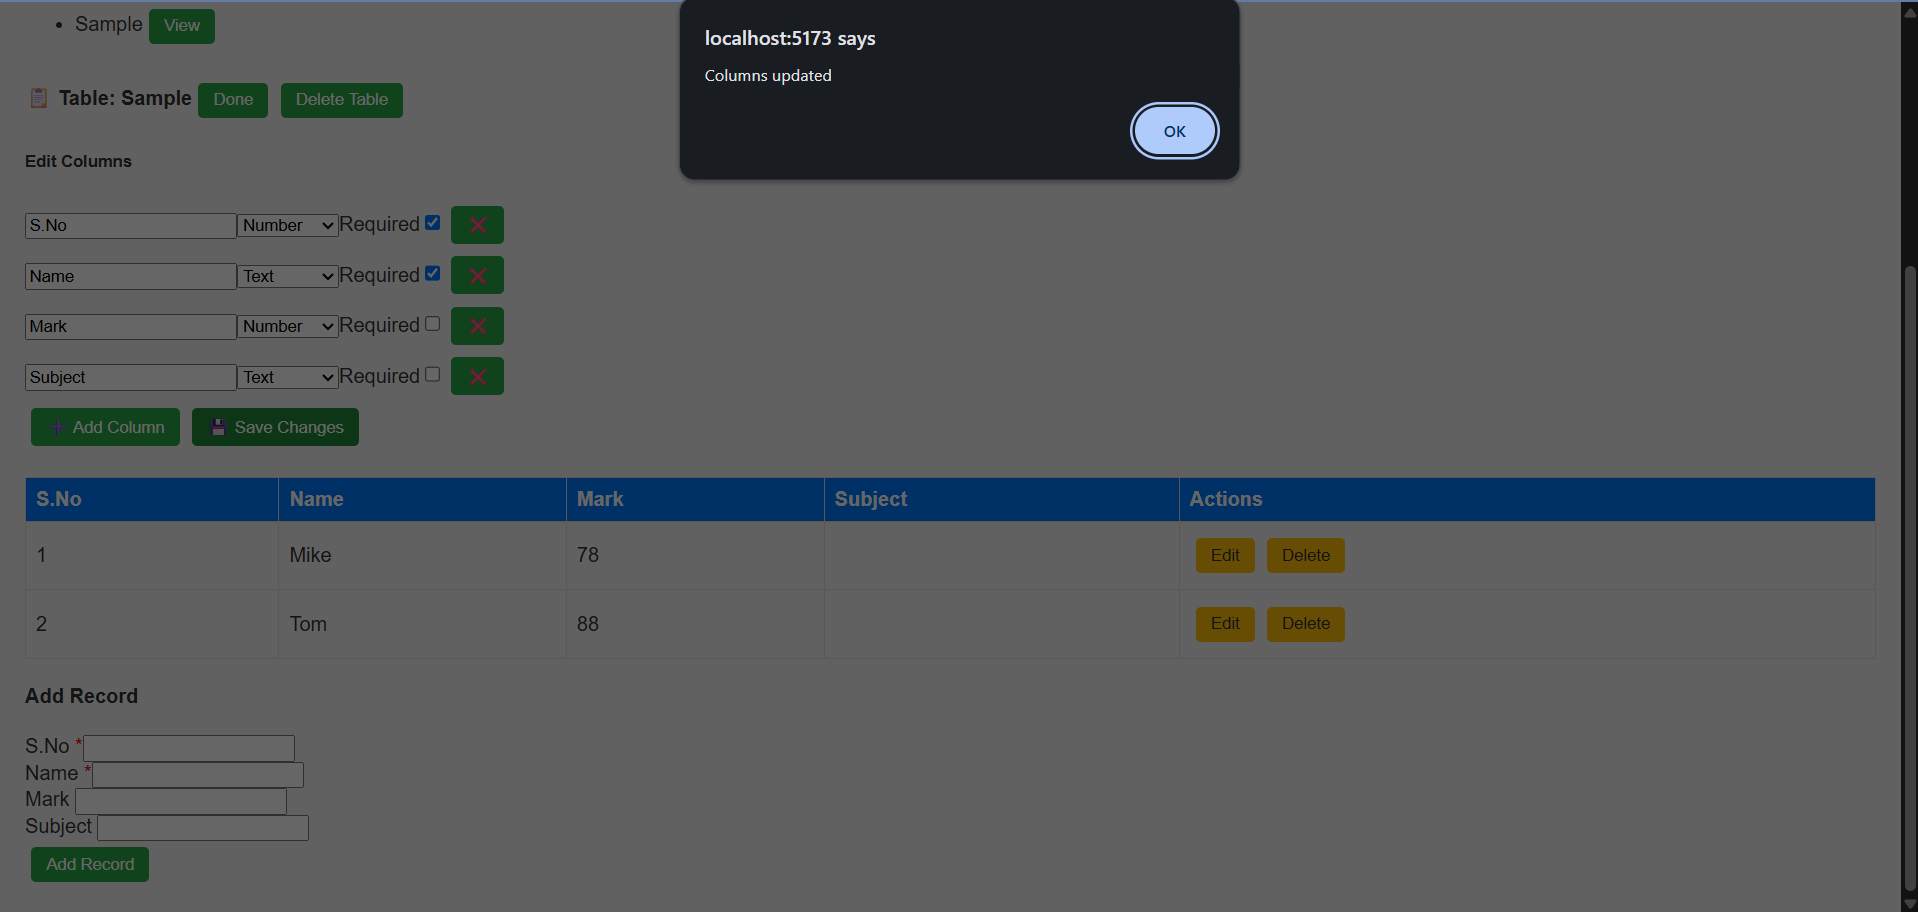 Sample View
localhost:5173 says
Columns updated
OK
Table: Sample Done Delete Table
Edit Columns
S.No Number Required
Name Text Required
Mark Number Required
Subject Text Required
Add Column Save Changes
S.No Name Mark Subject Actions
1 Mike 78 Edit Delete
2 Tom 88 Edit Delete
Add Record
S.No *
Name *
Mark
Subject
Add Record